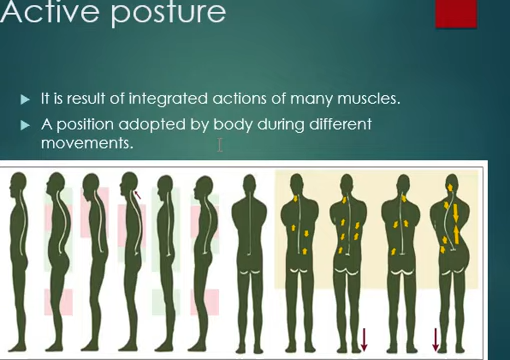 Active posture
It is result of integrated actions of many muscles.
A position adopted by body during different
movements.